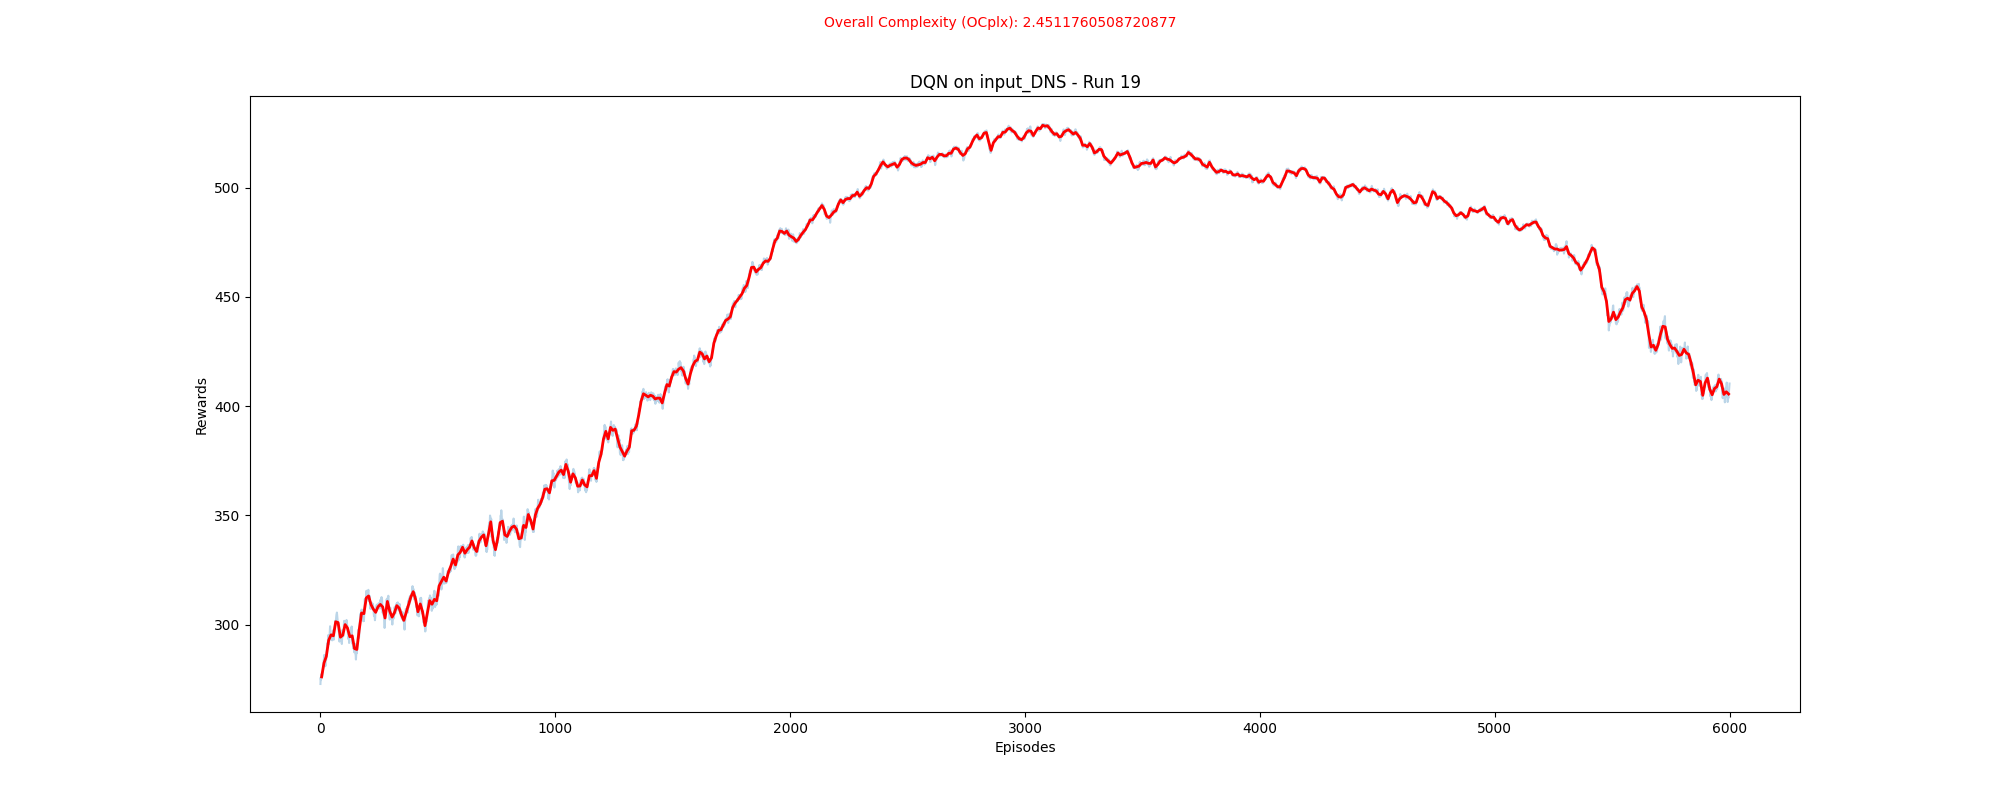 Overall Complexity (OCplx): 2.4511760508720877
DQN on input_DNS - Run 19
500
450
400
350
300
Rewards
0 1000 2000 3000 4000 5000 6000
Episodes